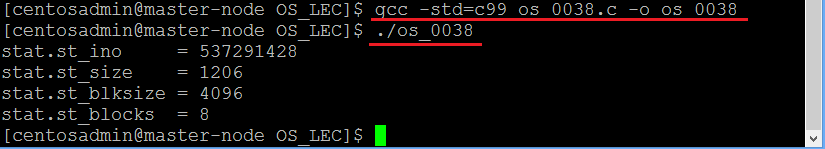 [centosadmin@master-node OS_LEC]$ gcc -std=c99 os_0038.c -o os_0038
[centosadmin@master-node OS_LEC]$ ./os_0038
stat.st_ino     = 537291428
stat.st_size    = 1206
stat.st_blksize = 4096
stat.st_blocks  = 8
[centosadmin@master-node OS_LEC]$